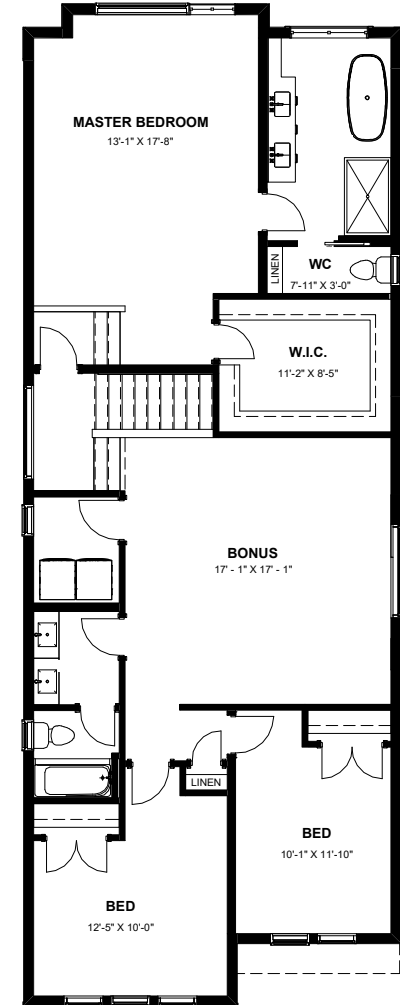 MASTER BEDROOM
13'-1" X 17'-8"
LINEN
WC
7'-11" X 3'-0"
W.I.C.
11'-2" X 8'-5"
BONUS
17' - 1" X 17' - 1"
LINEN
BED
10'-1" X 11'-10"
BED
12'-5" X 10'-0"